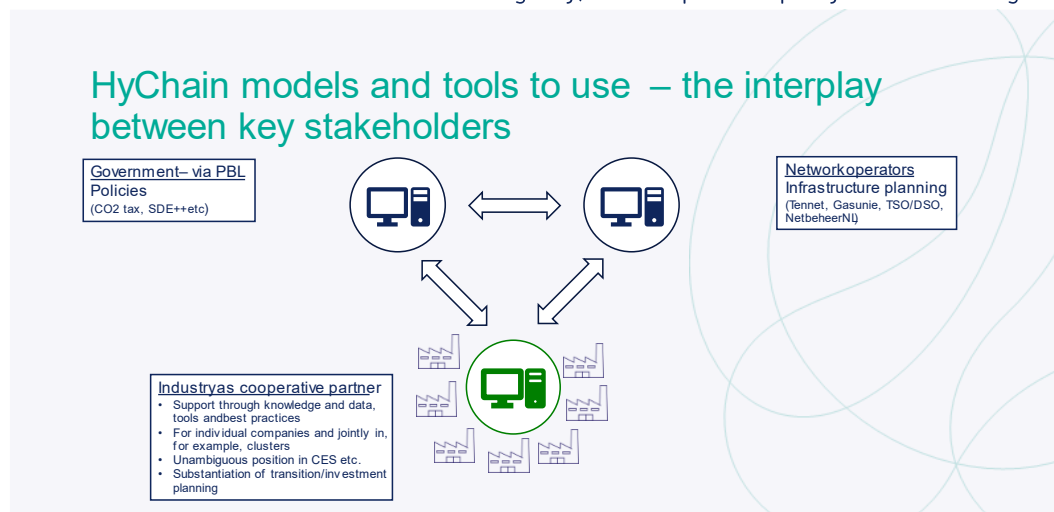 HyChain models and tools to use – the interplay
between key stakeholders
Government– via PBL
Policies
(CO2 tax, SDE++etc)
Networkoperators
Infrastructure planning
(Tennet, Gasunie, TSO/DSO,
NetbeheerNL)
Industryas cooperative partner
• Support through knowledge and data,
tools andbest practices
• For individual companies and jointly in,
for example, clusters
• Unambiguous position in CES etc.
• Substantiation of transition/investment
planning